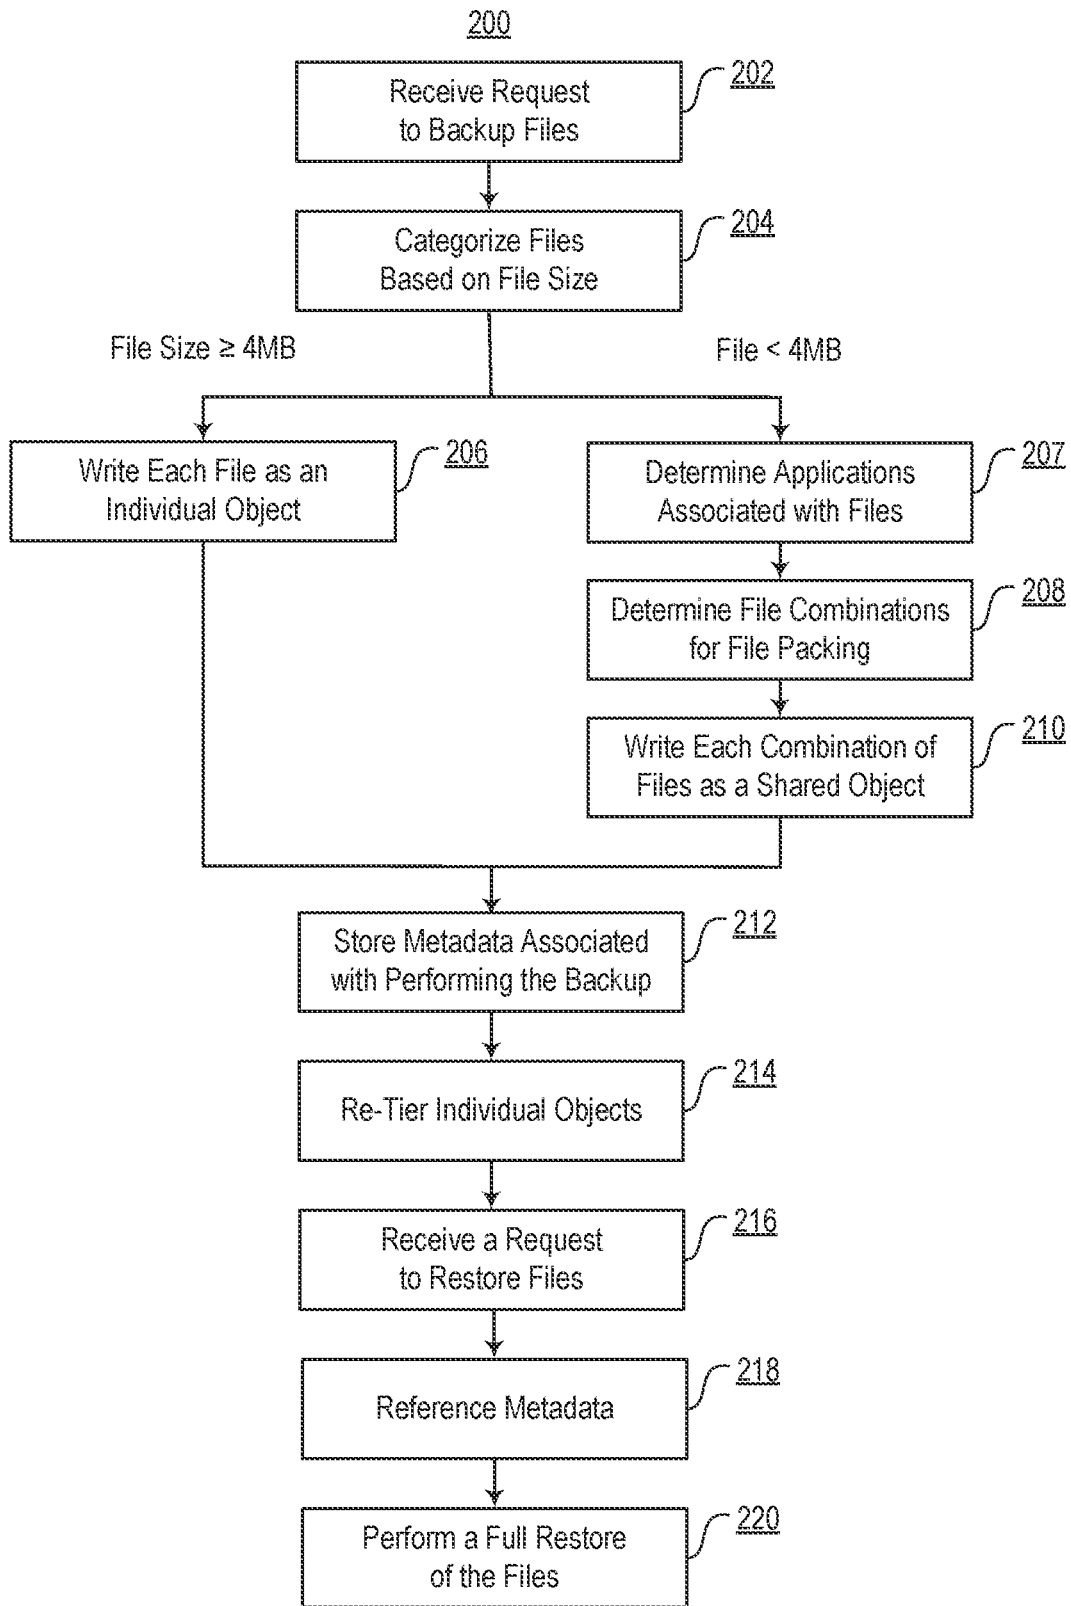 200
Receive Request
to Backup Files
202
Categorize Files
Based on File Size
204
File Size ≥ 4MB
File < 4MB
Write Each File as an
Individual Object
206
Determine Applications
Associated with Files
207
Determine File Combinations
for File Packing
208
Write Each Combination of
Files as a Shared Object
210
Store Metadata Associated
with Performing the Backup
212
Re-Tier Individual Objects
214
Receive a Request
to Restore Files
216
Reference Metadata
218
Perform a Full Restore
of the Files
220